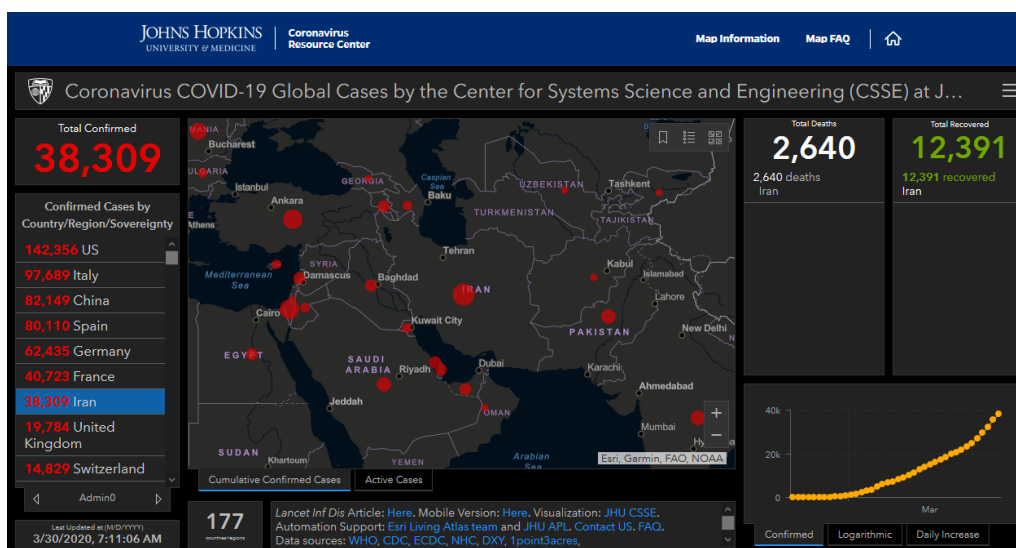 JOHNS HOPKINS
UNIVERSITY & MEDICINE
Coronavirus
Resource Center
Map Information
Map FAQ
Coronavirus COVID-19 Global Cases by the Center for Systems Science and Engineering (CSSE) at J...
Total Confirmed
38,309
Confirmed Cases by
Country/Region/Sovereignty
142,356 US
97,689 Italy
82,149 China
80,110 Spain
62,435 Germany
40,723 France
38,309 Iran
19,784 United
Kingdom
14,829 Switzerland
Admin0
Last Updated at (M/D/YYYY)
3/30/2020, 7:11:06 AM
MANIA
Bucharest
ULGARIA
Istanbul
GEORGIA
Caspian
Sea
Baku
UZBEKISTAN
Tashkent
Ankara
TURKMENISTAN
TAJIKISTAN
E
Athens
Tehran
SYRIA
Mediterranean
Sea
Damascus
Baghdad
Kabul
Islamabad
IRAN
Lahore
Cairo
Kuwait City
PAKISTAN
New Delhi
EGYPT
SAUDI
ARABIA
Riyadh
Dubai
Karachi
Ahmedabad
Jeddah
OMAN
Mumbai
SUDAN
Khartoum
YEMEN
Arabian
Sea
Esri, Garmin, FAO, NOAA
Cumulative Confirmed Cases
Active Cases
177
countries/regions
Lancet Inf Dis Article: Here. Mobile Version: Here. Visualization: JHU CSSE.
Automation Support: Esri Living Atlas team and JHU APL. Contact US. FAQ.
Data sources: WHO, CDC, ECDC, NHC, DXY, 1point3acres,
Total Deaths
2,640
2,640 deaths
Iran
Total Recovered
12,391
12,391 recovered
Iran
40k
20k
0
Mar
Confirmed
Logarithmic
Daily Increase